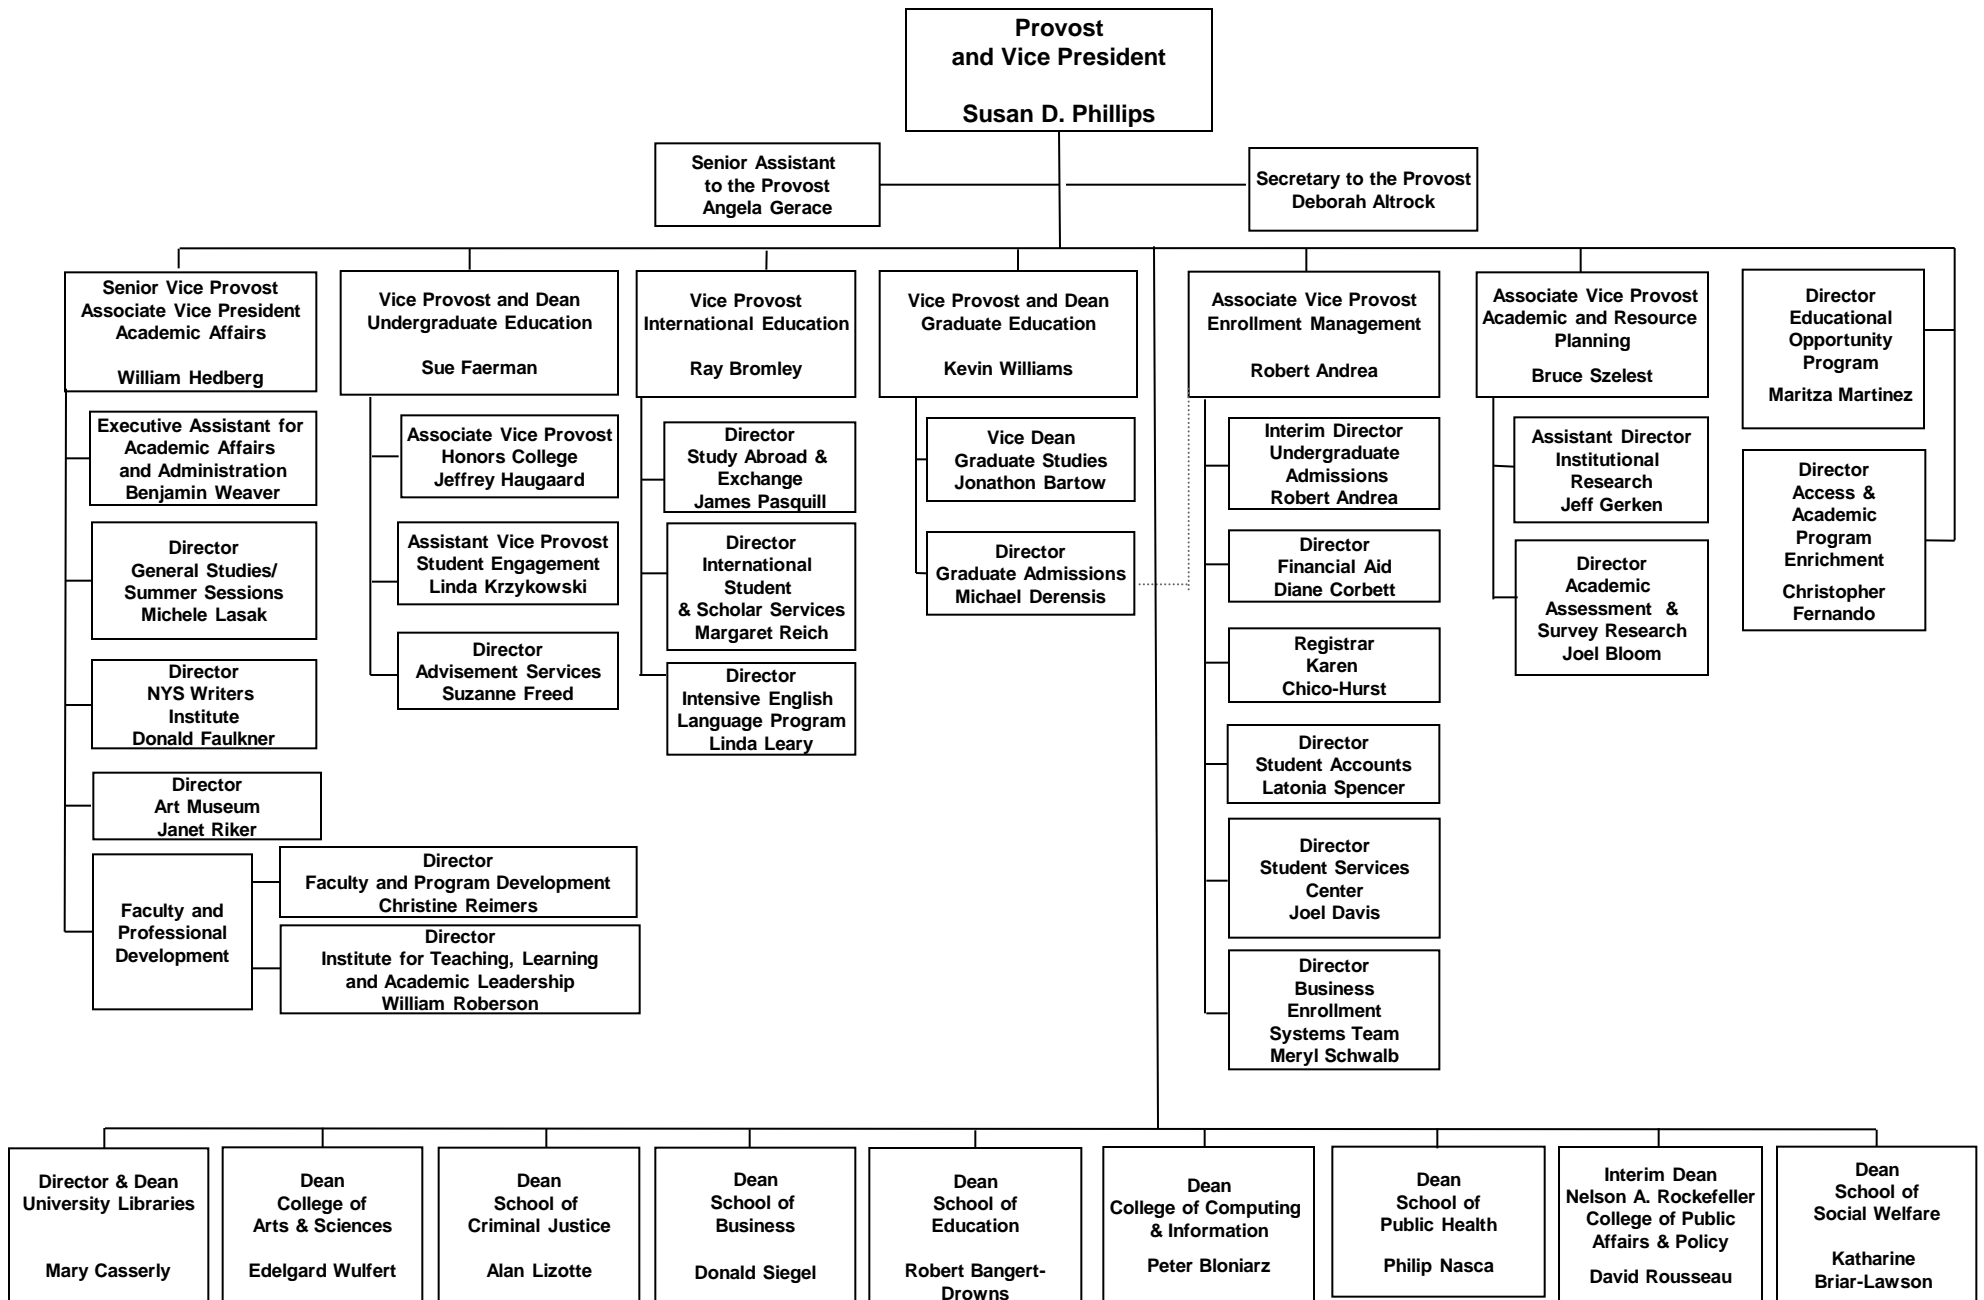 Provost
and Vice President
Susan D. Phillips
Senior Assistant
to the Provost
Angela Gerace
Secretary to the Provost
Deborah Altrock
Senior Vice Provost
Associate Vice President
Academic Affairs
William Hedberg
Executive Assistant for
Academic Affairs
and Administration
Benjamin Weaver
Director
General Studies/
Summer Sessions
Michele Lasak
Director
NYS Writers
Institute
Donald Faulkner
Director
Art Museum
Janet Riker
Faculty and
Professional
Development
Director
Faculty and Program Development
Christine Reimers
Director
Institute for Teaching, Learning
and Academic Leadership
William Roberson
Vice Provost and Dean
Undergraduate Education
Sue Faerman
Associate Vice Provost
Honors College
Jeffrey Haugaard
Assistant Vice Provost
Student Engagement
Linda Krzykowski
Director
Advisement Services
Suzanne Freed
Vice Provost
International Education
Ray Bromley
Director
Study Abroad &
Exchange
James Pasquill
Director
International
Student
& Scholar Services
Margaret Reich
Director
Intensive English
Language Program
Linda Leary
Vice Provost and Dean
Graduate Education
Kevin Williams
Vice Dean
Graduate Studies
Jonathon Bartow
Director
Graduate Admissions
Michael Derensis
Associate Vice Provost
Enrollment Management
Robert Andrea
Interim Director
Undergraduate
Admissions
Robert Andrea
Director
Financial Aid
Diane Corbett
Registrar
Karen
Chico-Hurst
Director
Student Accounts
Latonia Spencer
Director
Student Services
Center
Joel Davis
Director
Business
Enrollment
Systems Team
Meryl Schwalb
Associate Vice Provost
Academic and Resource
Planning
Bruce Szelest
Assistant Director
Institutional
Research
Jeff Gerken
Director
Academic
Assessment &
Survey Research
Joel Bloom
Director
Educational
Opportunity
Program
Maritza Martinez
Director
Access &
Academic
Program
Enrichment
Christopher
Fernando
Director & Dean
University Libraries
Mary Casserly
Dean
College of
Arts & Sciences
Edelgard Wulfert
Dean
School of
Criminal Justice
Alan Lizotte
Dean
School of
Business
Donald Siegel
Dean
School of
Education
Robert Bangert-
Drowns
Dean
College of Computing
& Information
Peter Bloniarz
Dean
School of
Public Health
Philip Nasca
Interim Dean
Nelson A. Rockefeller
College of Public
Affairs & Policy
David Rousseau
Dean
School of
Social Welfare
Katharine
Briar-Lawson